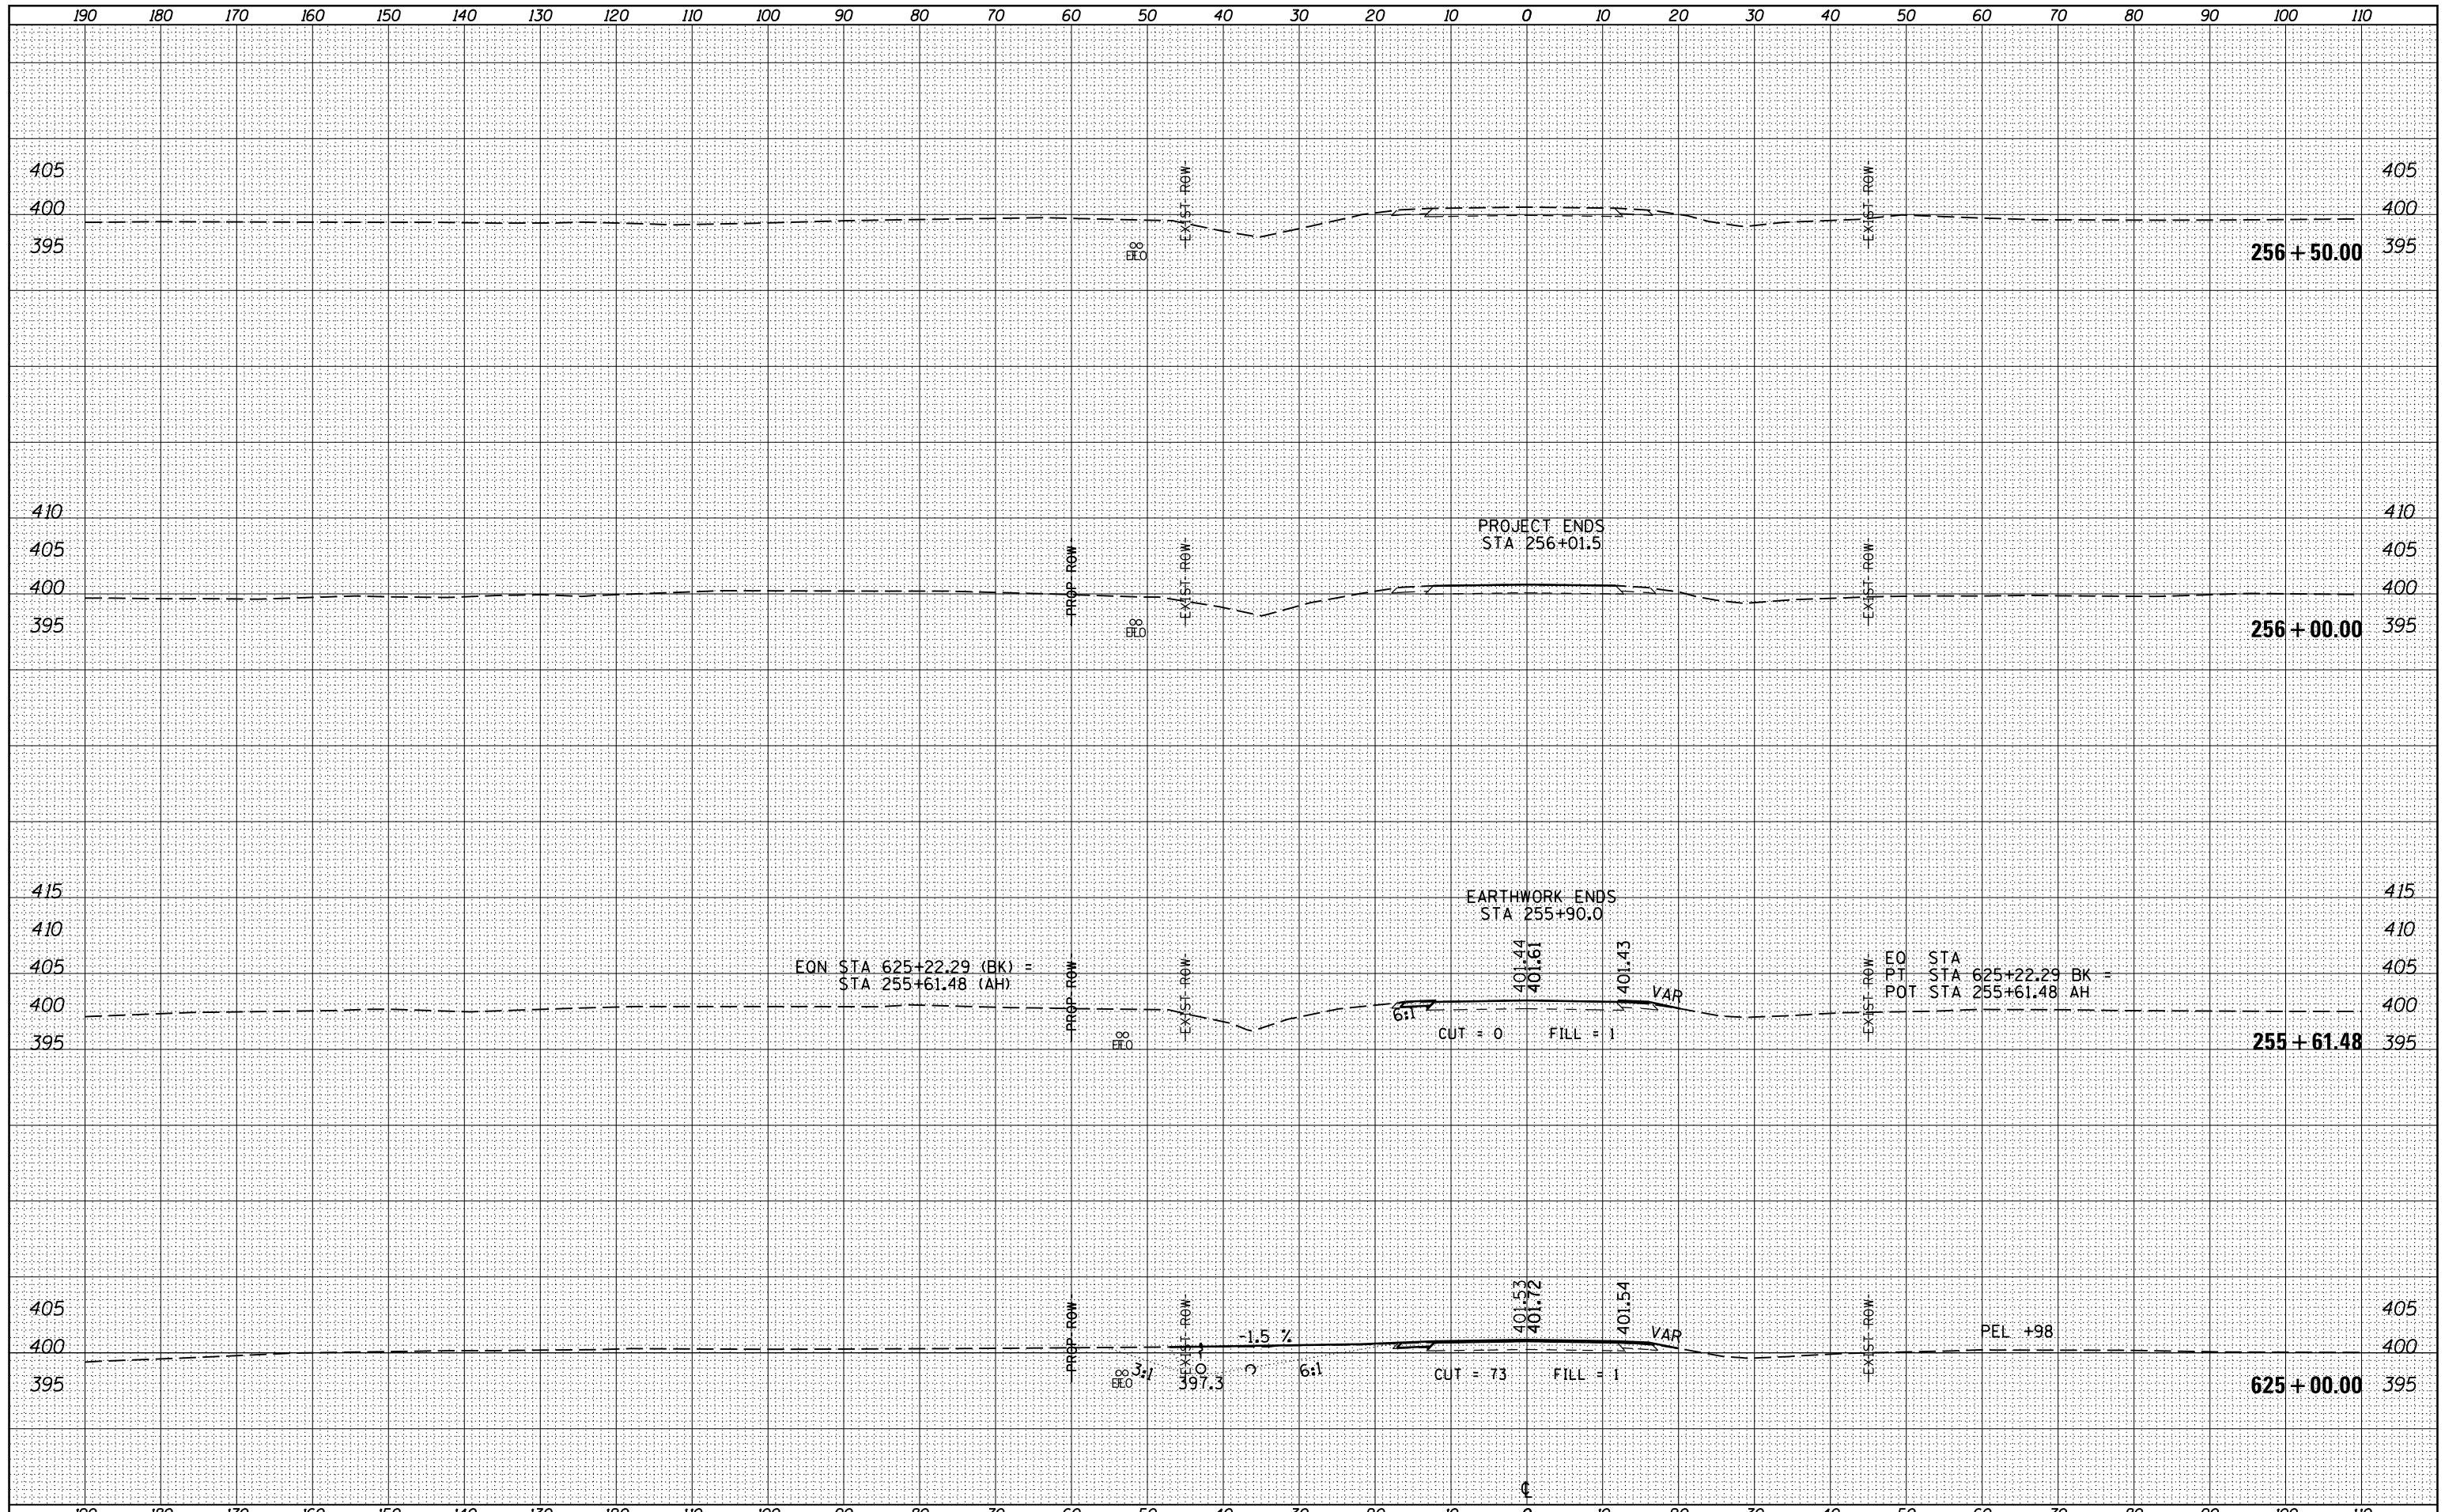 190 180 170 160 150 140 130 120 110 100 90 80 70 60 50 40 30 20 10 0 10 20 30 40 50 60 70 80 90 100 110
405 405
400 400
395 395
EXIST ROW
EXIST ROW
256+50.00
410 410
405 405
400 400
395 395
PROJECT ENDS
STA 256+01.5
PROP ROW
EXIST ROW
EXIST ROW
256+00.00
415 415
410 410
405 405
400 400
395 395
EARTHWORK ENDS
STA 255+90.0
401.44
401.61
401.43
EQN STA 625+22.29 (BK) =
STA 255+61.48 (AH)
PROP ROW
EXIST ROW
6:1
VAR
EXIST ROW
EQ STA
PT STA 625+22.29 BK =
POT STA 255+61.48 AH
CUT = 0 FILL = 1
255+61.48
405 405
400 400
395 395
401.53
401.72
401.54
PROP ROW
EXIST ROW
-1.5 %
VAR
EXIST ROW
PEL +98
3:1
397.3
6:1
CUT = 73 FILL = 1
625+00.00
℄